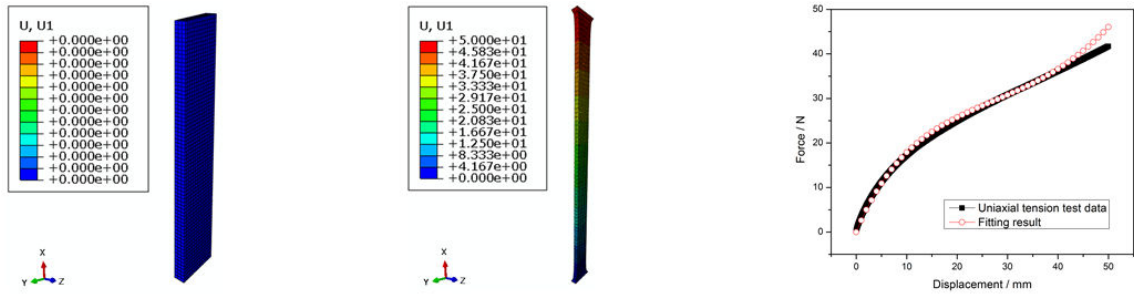 U, U1
+0.000e+00
+0.000e+00
+0.000e+00
+0.000e+00
+0.000e+00
+0.000e+00
+0.000e+00
+0.000e+00
+0.000e+00
+0.000e+00
+0.000e+00
+0.000e+00
+0.000e+00
X
Y
Z
U, U1
+5.000e+01
+4.583e+01
+4.167e+01
+3.750e+01
+3.333e+01
+2.917e+01
+2.500e+01
+2.083e+01
+1.667e+01
+1.250e+01
+8.333e+00
+4.167e+00
+0.000e+00
X
Y
Z
Force / N
50
40
30
20
10
0
Uniaxial tension test data
Fitting result
0 10 20 30 40 50
Displacement / mm